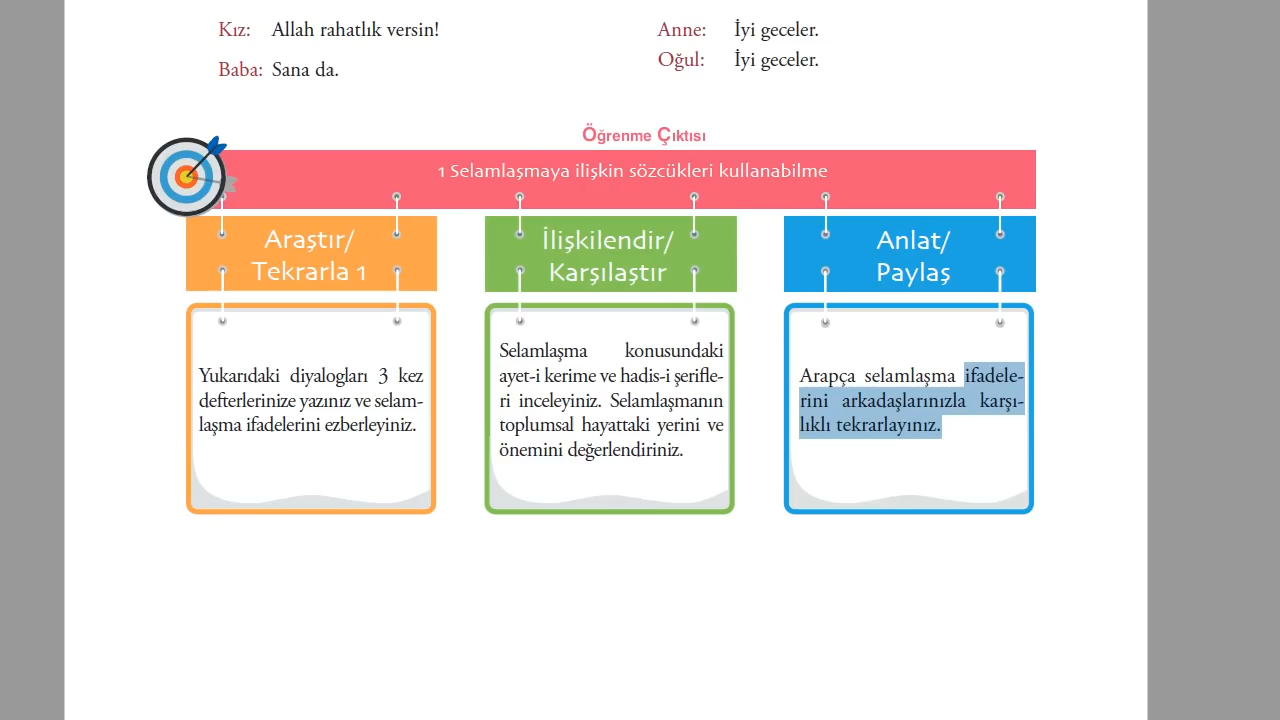 Kız: Allah rahatlık versin!
Baba: Sana da.
Anne: İyi geceler.
Oğul: İyi geceler.
Öğrenme Çıktısı
1 Selamlaşmaya ilişkin sözcükleri kullanabilme
Araştır/
Tekrarla 1
Yukarıdaki diyalogları 3 kez
defterlerinize yazınız ve selam-
laşma ifadelerini ezberleyiniz.
İlişkilendir/
Karşılaştır
Selamlaşma konusundaki
ayet-i kerime ve hadis-i şerifle-
ri inceleyiniz. Selamlaşmanın
toplumsal hayattaki yerini ve
önemini değerlendiriniz.
Anlat/
Paylaş
Arapça selamlaşma ifadele-
rini arkadaşlarınızla karşı-
lıklı tekrarlayınız.